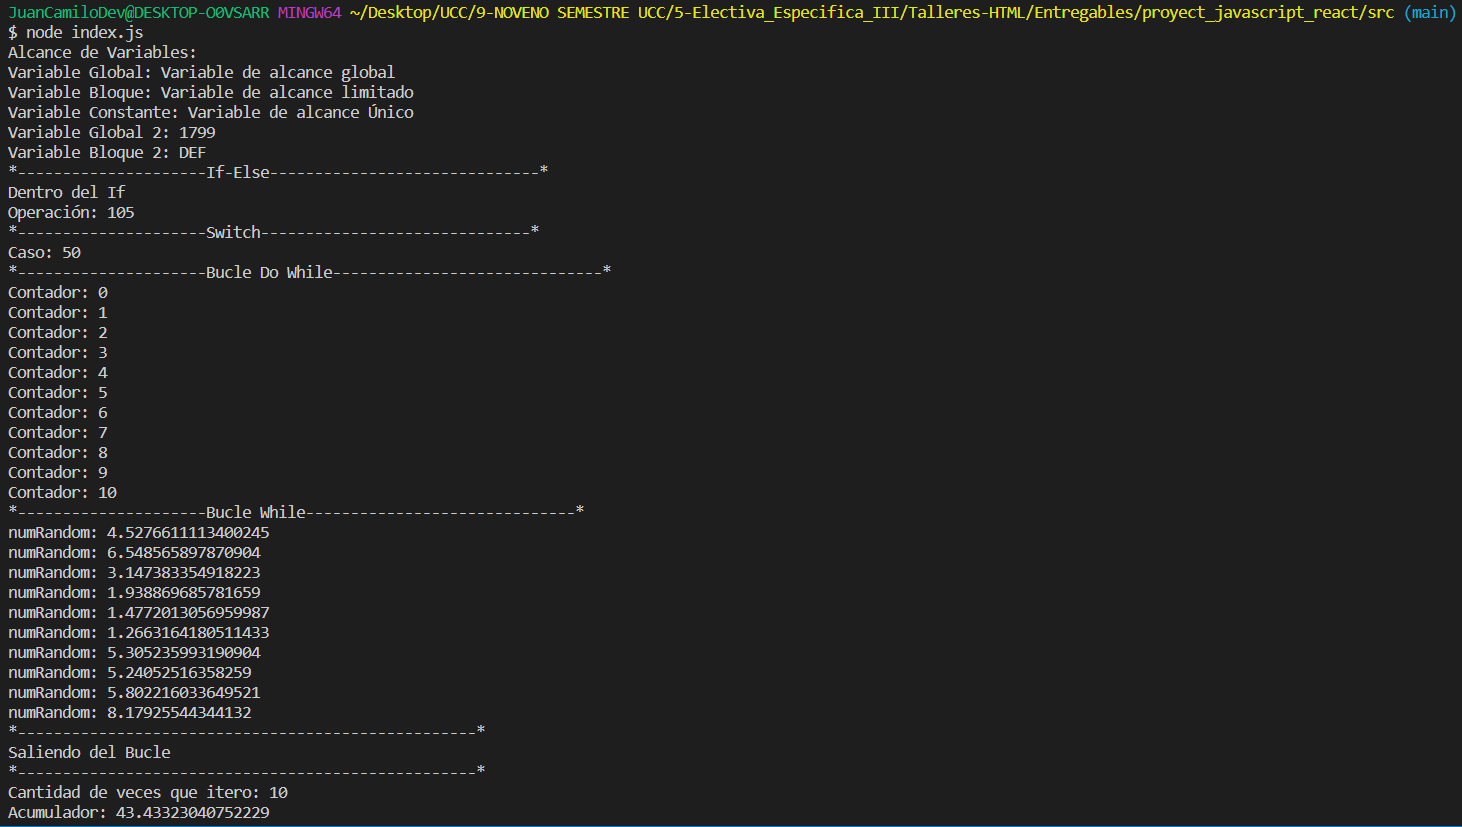 JuanCamiloDev@DESKTOP-O0VSARR MINGW64 ~/Desktop/UCC/9-NOVENO SEMESTRE UCC/5-Electiva_Especifica_III/Talleres-HTML/Entregables/proyect_javascript_react/src (main)
$ node index.js
Alcance de Variables:
Variable Global: Variable de alcance global
Variable Bloque: Variable de alcance limitado
Variable Constante: Variable de alcance Único
Variable Global 2: 1799
Variable Bloque 2: DEF
*---------------------If-Else------------------------------*
Dentro del If
Operación: 105
*---------------------Switch------------------------------*
Caso: 50
*---------------------Bucle Do While------------------------------*
Contador: 0
Contador: 1
Contador: 2
Contador: 3
Contador: 4
Contador: 5
Contador: 6
Contador: 7
Contador: 8
Contador: 9
Contador: 10
*---------------------Bucle While------------------------------*
numRandom: 4.5276611113400245
numRandom: 6.548565897870904
numRandom: 3.147383354918223
numRandom: 1.938869685781659
numRandom: 1.4772013056959987
numRandom: 1.2663164180511433
numRandom: 5.305235993190904
numRandom: 5.24052516358259
numRandom: 5.802216033649521
numRandom: 8.17925544344132
*---------------------------------------------------*
Saliendo del Bucle
*---------------------------------------------------*
Cantidad de veces que itero: 10
Acumulador: 43.43323040752229